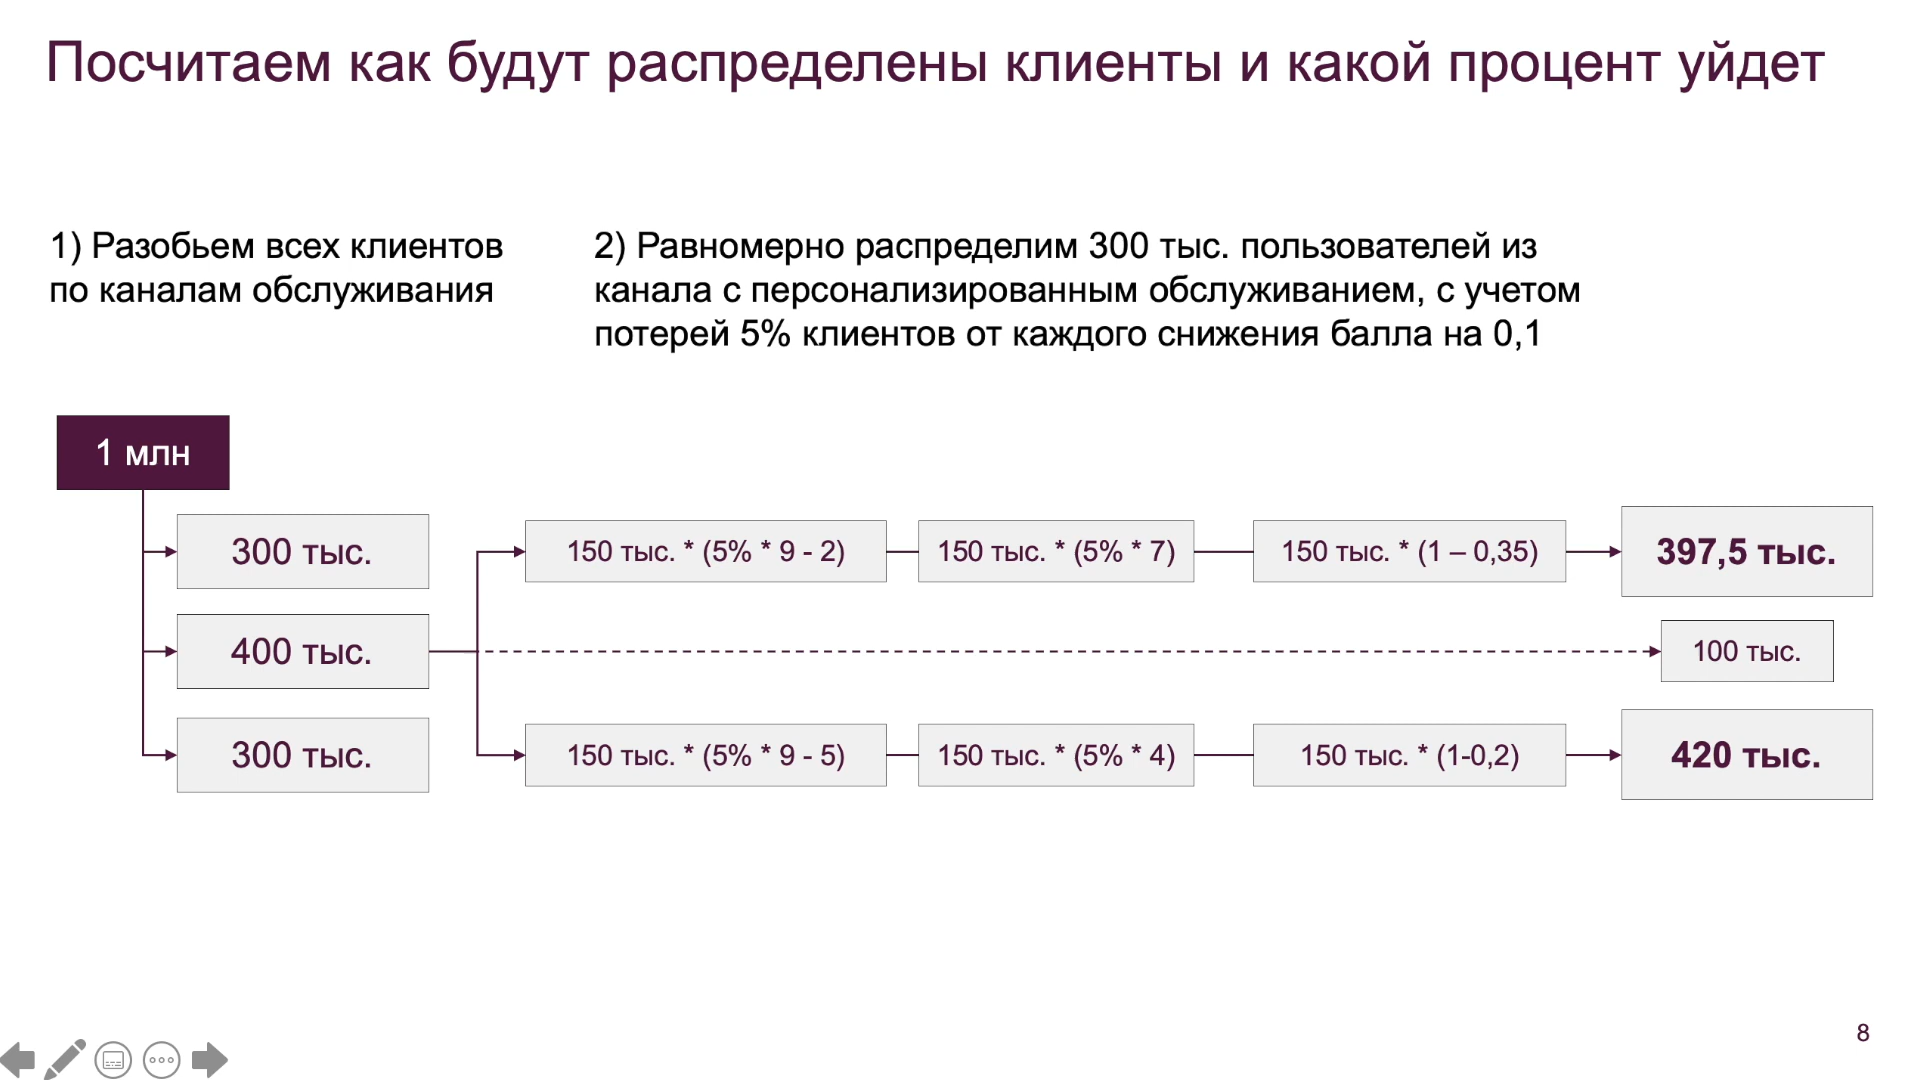 Посчитаем как будут распределены клиенты и какой процент уйдет
1) Разобьем всех клиентов
по каналам обслуживания
2) Равномерно распределим 300 тыс. пользователей из
канала с персонализированным обслуживанием, с учетом
потерей 5% клиентов от каждого снижения балла на 0,1
1 млн
300 тыс.
150 тыс. * (5% * 9 - 2)
150 тыс. * (5% * 7)
150 тыс. * (1 – 0,35)
397,5 тыс.
400 тыс.
100 тыс.
300 тыс.
150 тыс. * (5% * 9 - 5)
150 тыс. * (5% * 4)
150 тыс. * (1-0,2)
420 тыс.
8